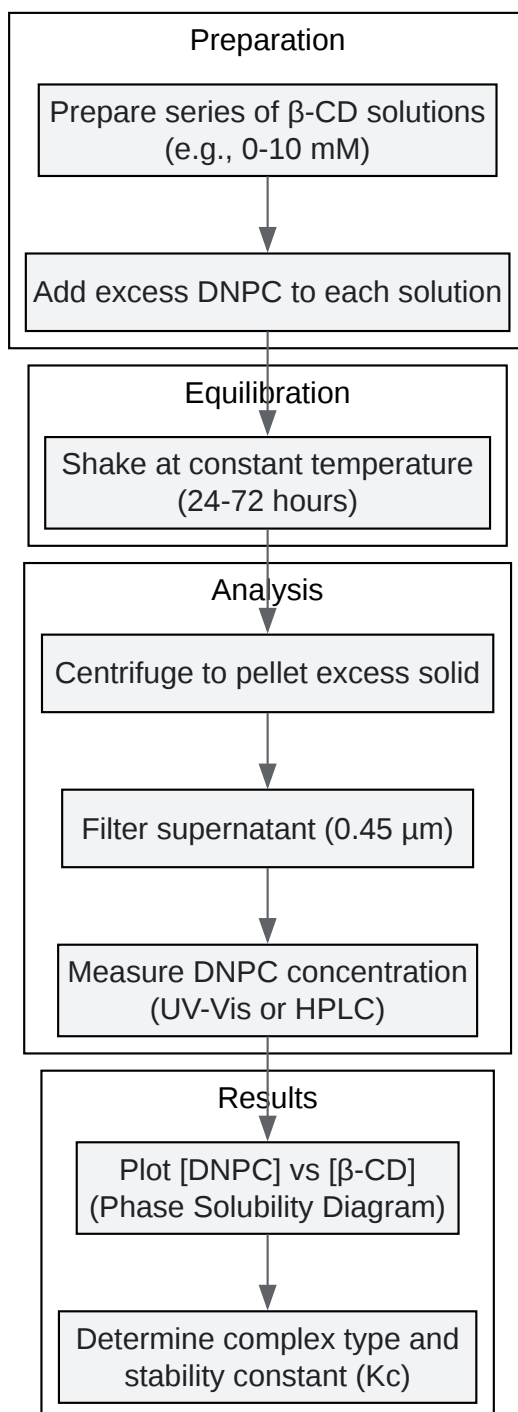 Preparation
Prepare series of β-CD solutions
(e.g., 0-10 mM)
Add excess DNPC to each solution
Equilibration
Shake at constant temperature
(24-72 hours)
Analysis
Centrifuge to pellet excess solid
Filter supernatant (0.45 µm)
Measure DNPC concentration
(UV-Vis or HPLC)
Results
Plot [DNPC] vs [β-CD]
(Phase Solubility Diagram)
Determine complex type and
stability constant (Kc)